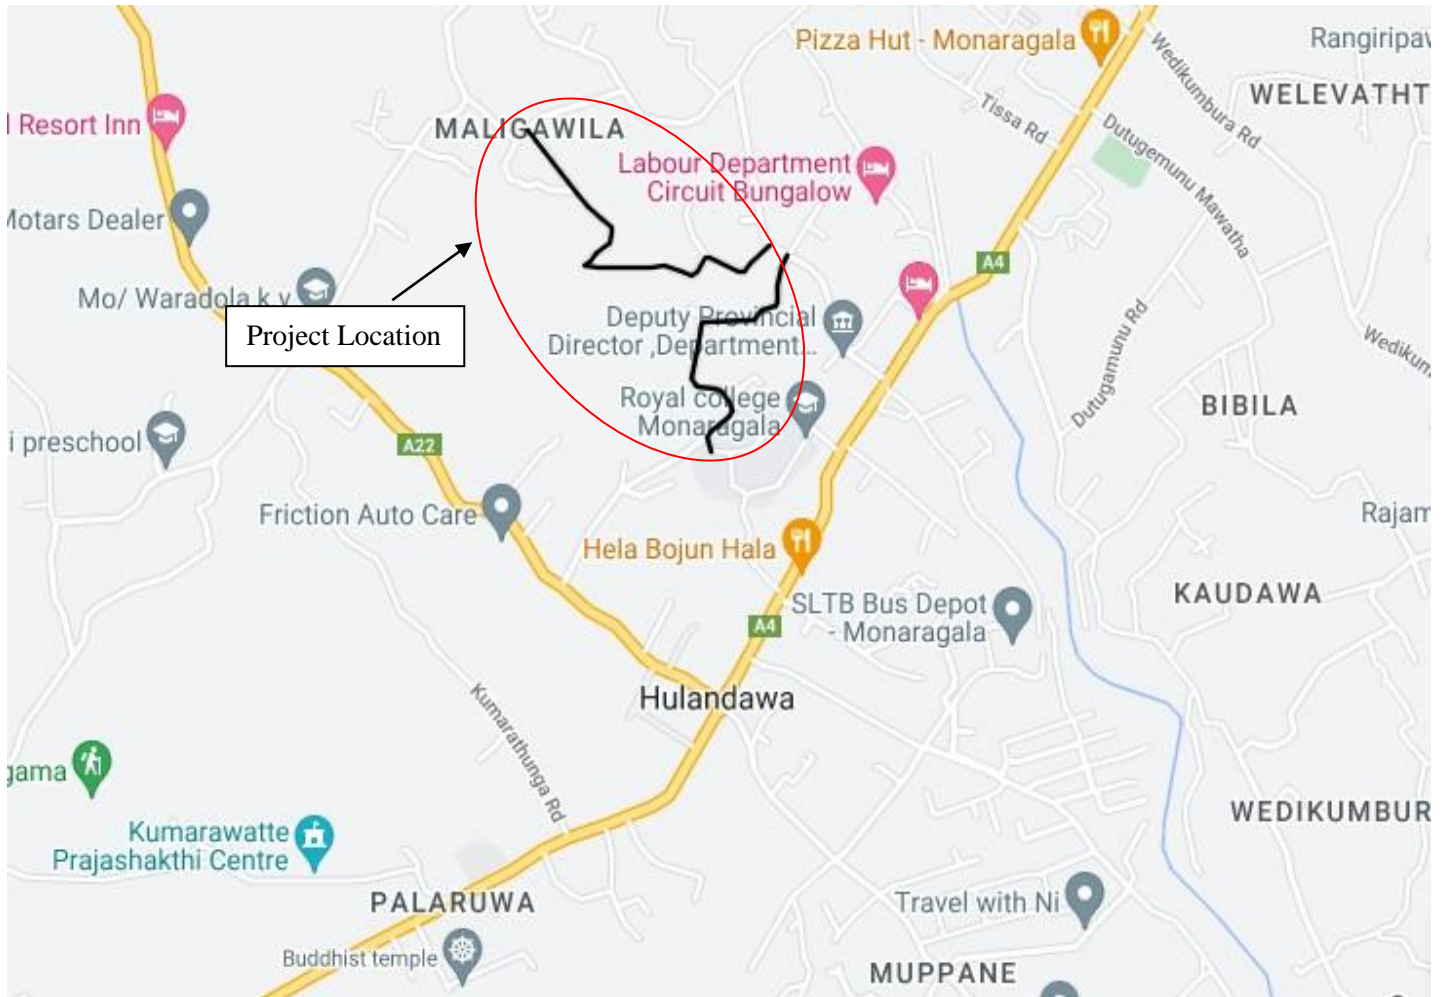 Pizza Hut - Monaragala
Rangiripav
Wedikumbura Rd
WELEVATHT
l Resort Inn
MALIGAWILA
Tissa Rd
Dutugemunu Mawatha
Labour Department
Circuit Bungalow
Motars Dealer
A4
Mo/ Waradola k v
Project Location
Deputy Provincial
Director ,Department...
Dutugamunu Rd
Wedikum
Royal college
Monaragala
BIBILA
i preschool
A22
Friction Auto Care
Rajam
Hela Bojun Hala
KAUDAWA
SLTB Bus Depot
- Monaragala
A4
Hulandawa
Kumarathunga Rd
gama
WEDIKUMBUR
Kumarawatte
Prajashakthi Centre
PALARUWA
Travel with Ni
Buddhist temple
MUPPANE